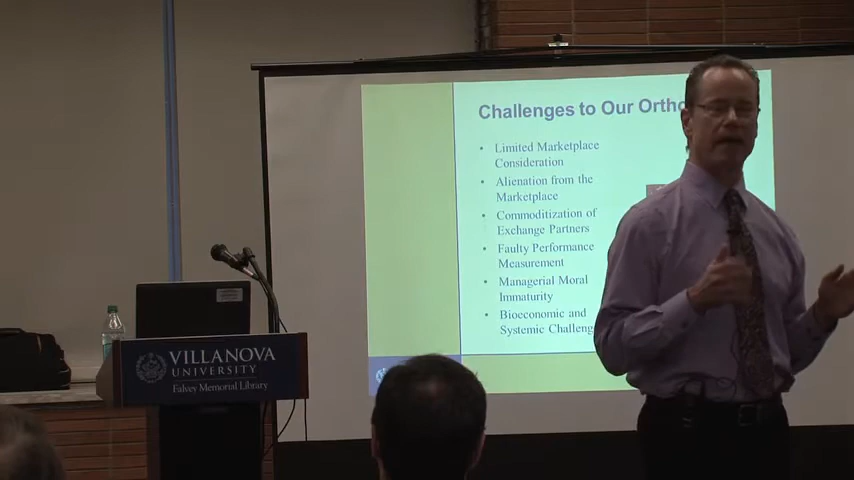 Challenges to Our Ortho
• Limited Marketplace
Consideration
• Alienation from the
Marketplace
• Commoditization of
Exchange Partners
• Faulty Performance
Measurement
• Managerial Moral
Immaturity
• Bioeconomic and
Systemic Challeng
VILLANOVA
UNIVERSITY
Falvey Memorial Library